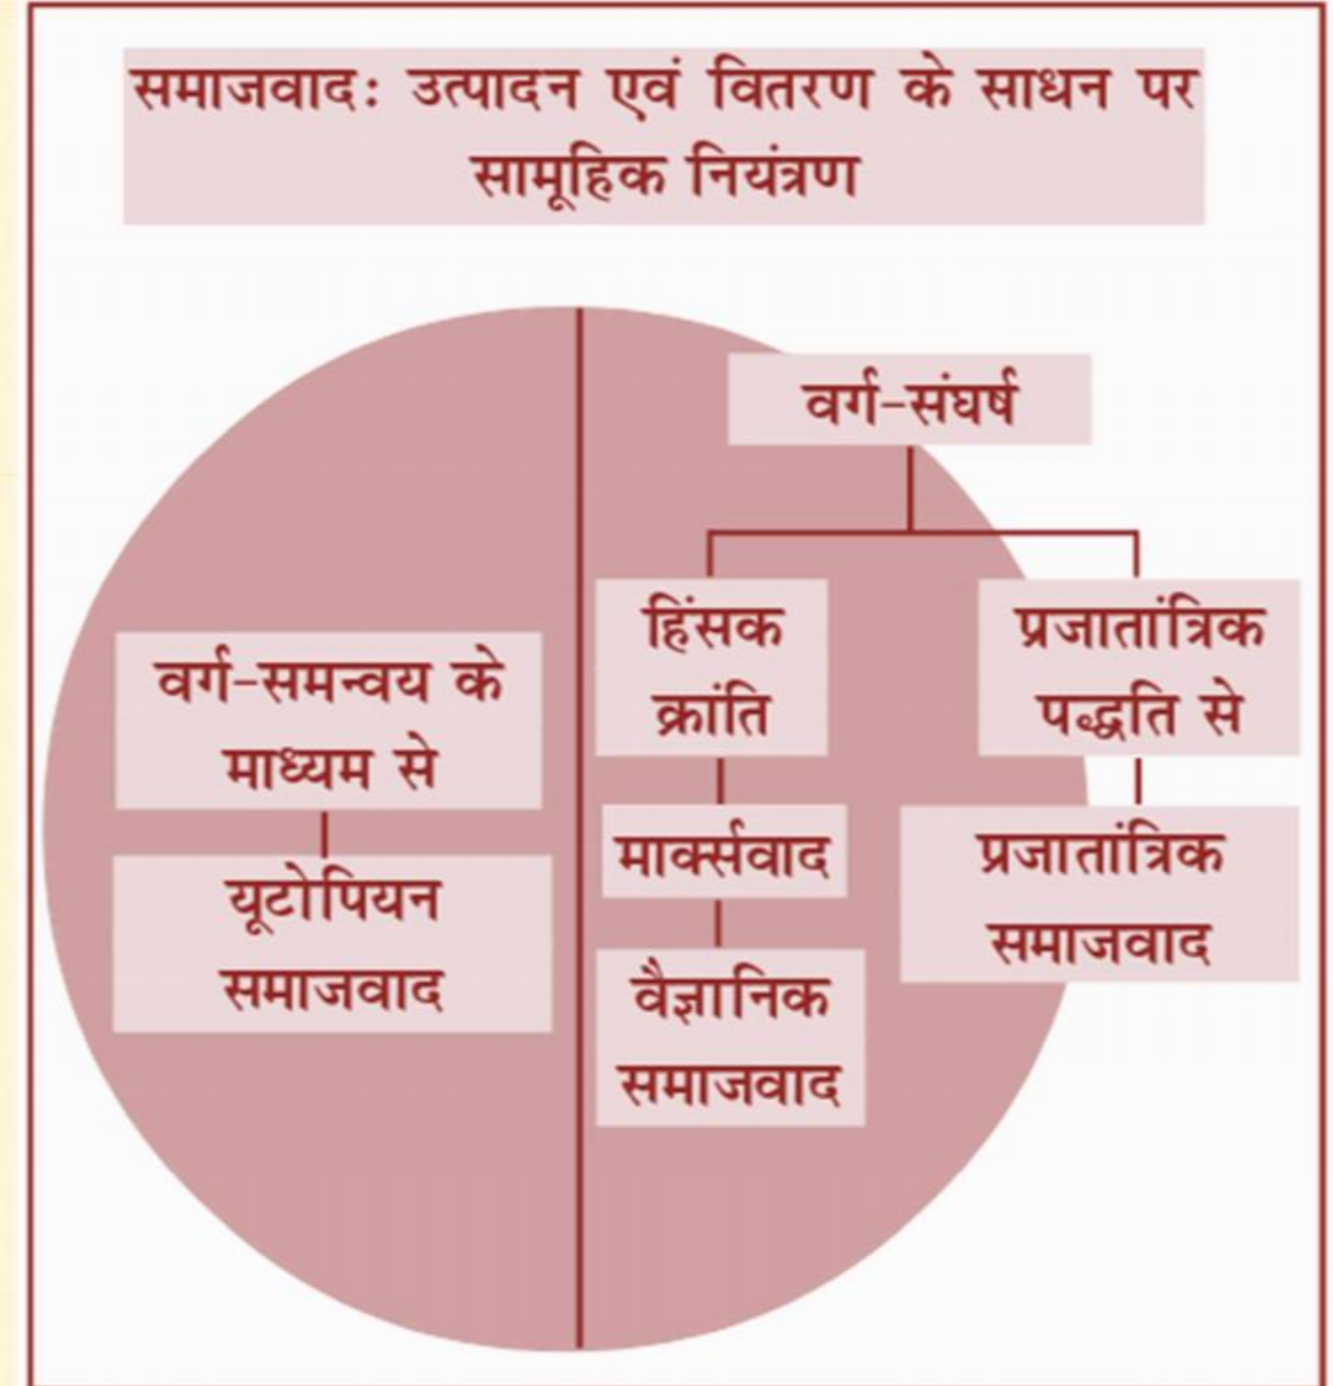 समाजवादः उत्पादन एवं वितरण के साधन पर
सामूहिक नियंत्रण
वर्ग-समन्वय के
माध्यम से
यूटोपियन
समाजवाद
वर्ग-संघर्ष
हिंसक
क्रांति
मार्क्सवाद
वैज्ञानिक
समाजवाद
प्रजातांत्रिक
पद्धति से
प्रजातांत्रिक
समाजवाद